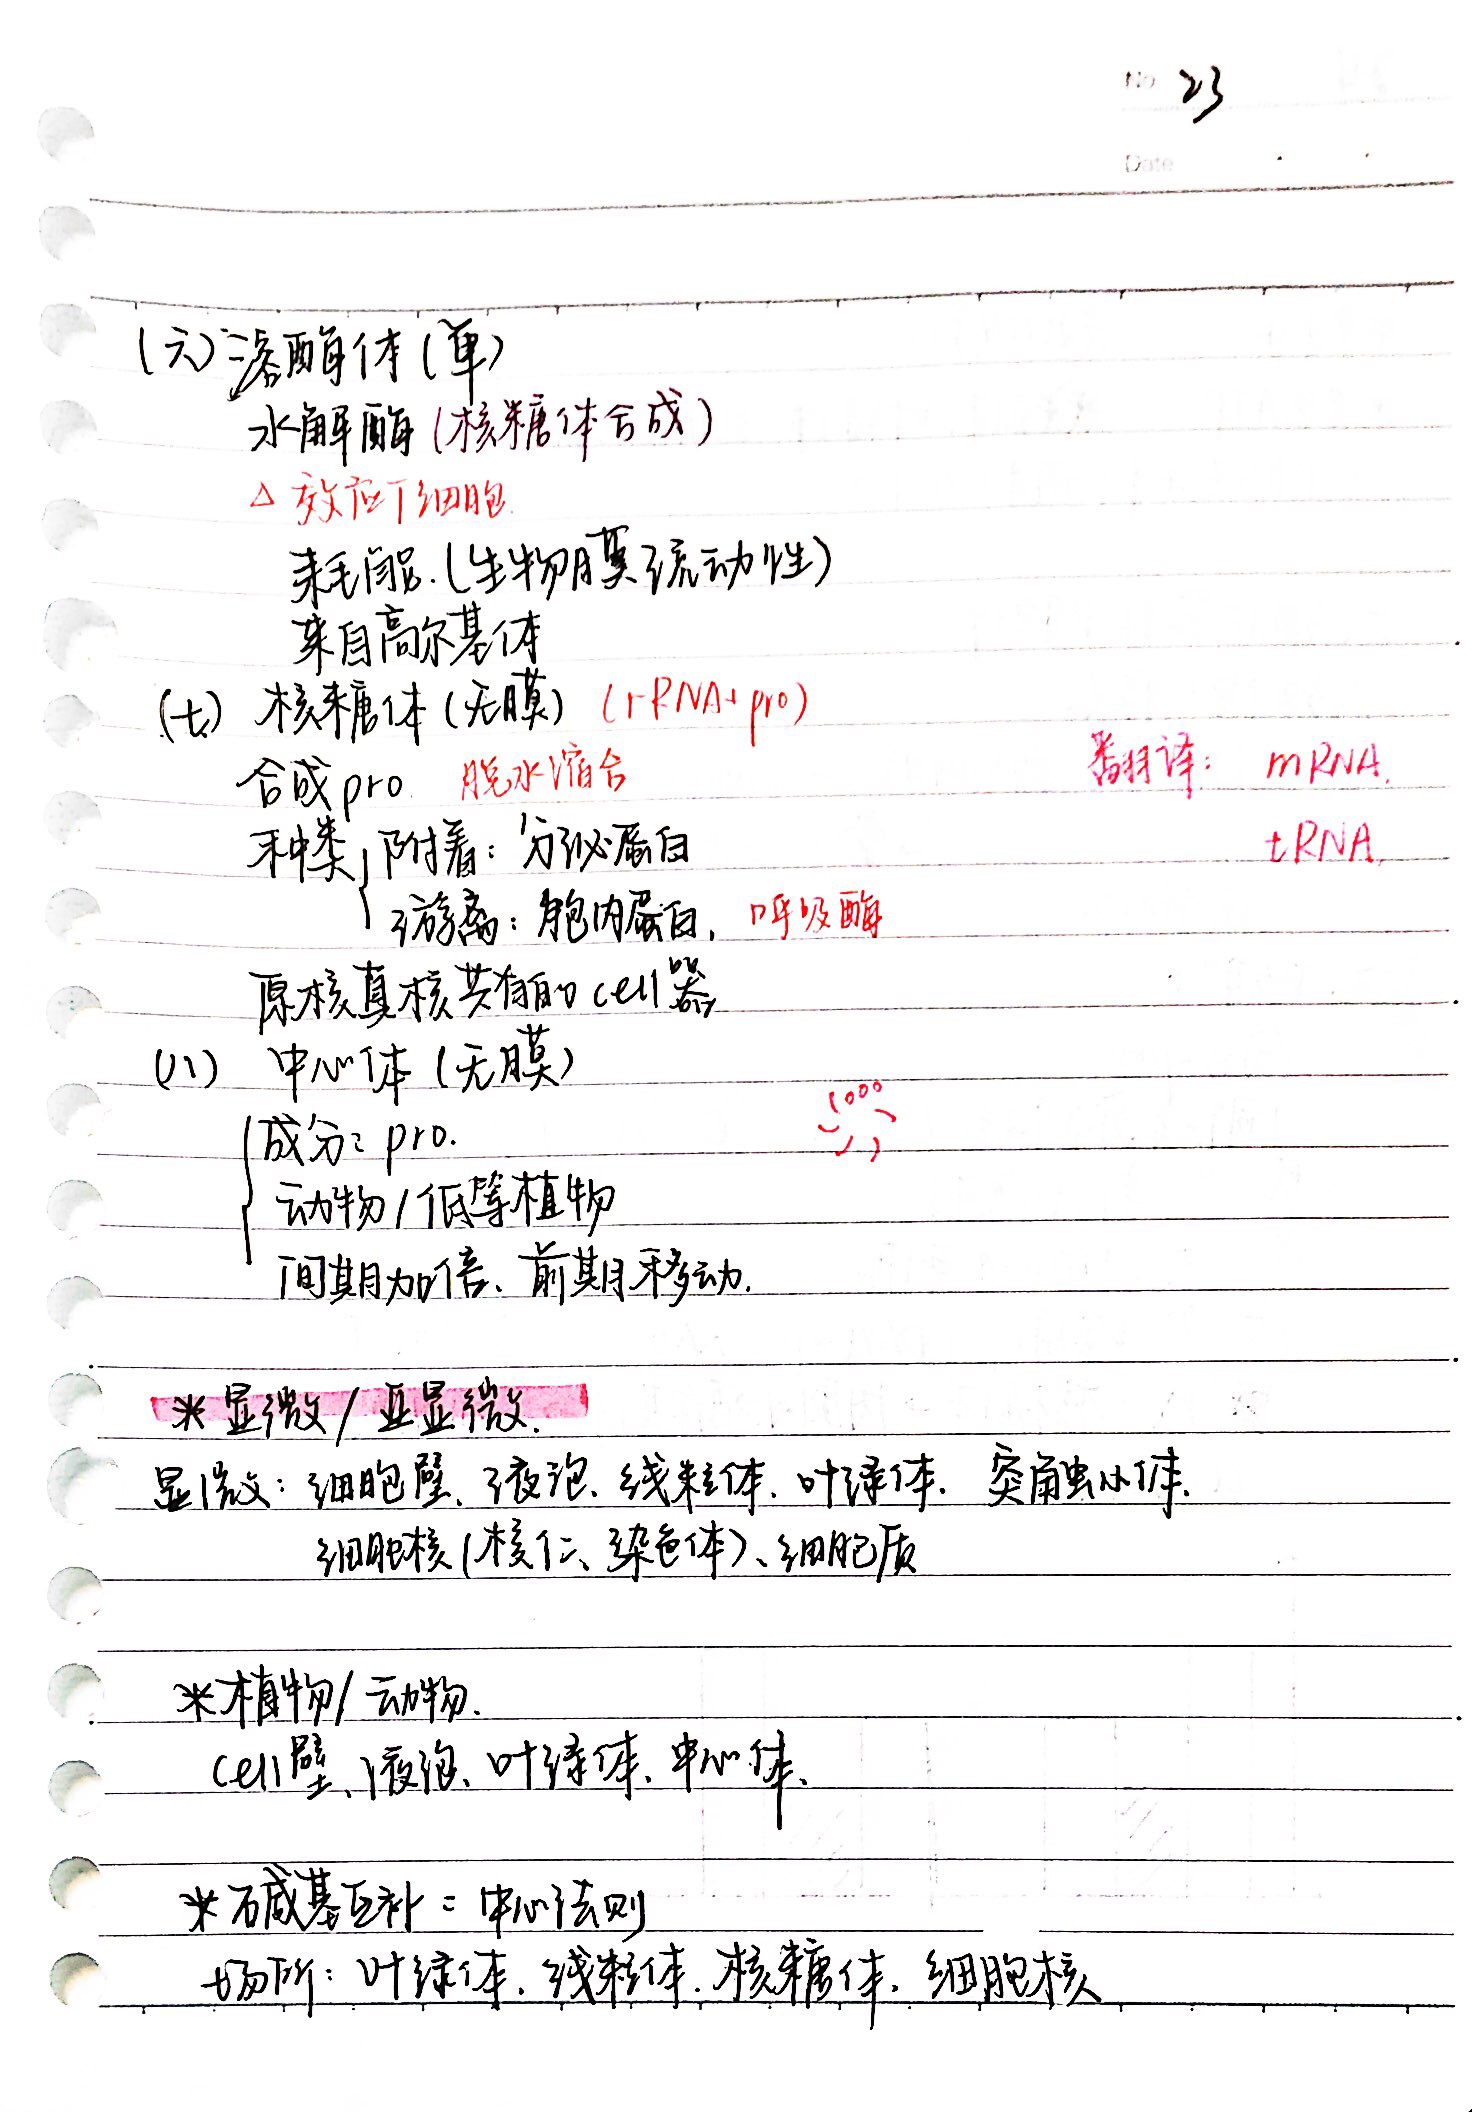 No 23
Date
(六) 溶酶体(单)
水解酶(核糖体合成)
△ 效应T细胞
来自高尔基体
(七) 核糖体(无膜) (rRNA+pro)
合成pro. 脱水缩合
翻译: mRNA.
种类 附着: 分泌蛋白
tRNA.
游离: 胞内蛋白, 呼吸酶
原核真核共有的cell器
(八) 中心体(无膜)
成分: pro.
动物/低等植物
间期加倍、前期移动.
*显微/亚显微.
显微: 细胞壁、液泡、线粒体、叶绿体、突触小体、
细胞核(核仁、染色体)、细胞质
*植物/动物.
cell壁、液泡、叶绿体、中心体、
*碱基互补=中心法则
场所: 叶绿体、线粒体、核糖体、细胞核